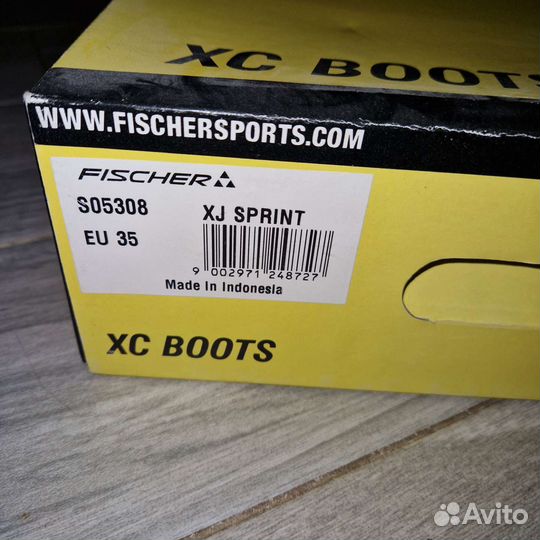 XC BOOTS
WWW.FISCHERSPORTS.COM
FISCHER
S05308 XJ SPRINT
EU 35
9 002971 248727
Made In Indonesia
XC BOOTS
Avito